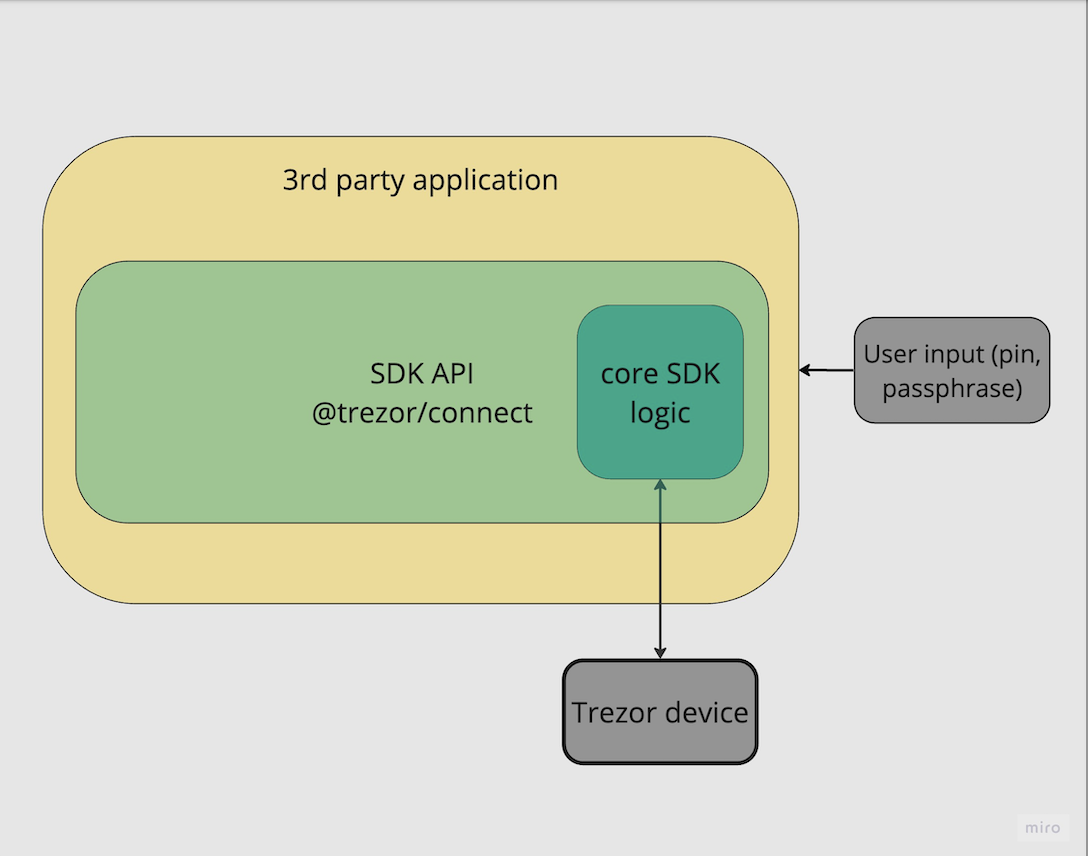 3rd party application
SDK API
@trezor/connect
core SDK
logic
User input (pin,
passphrase)
Trezor device
miro